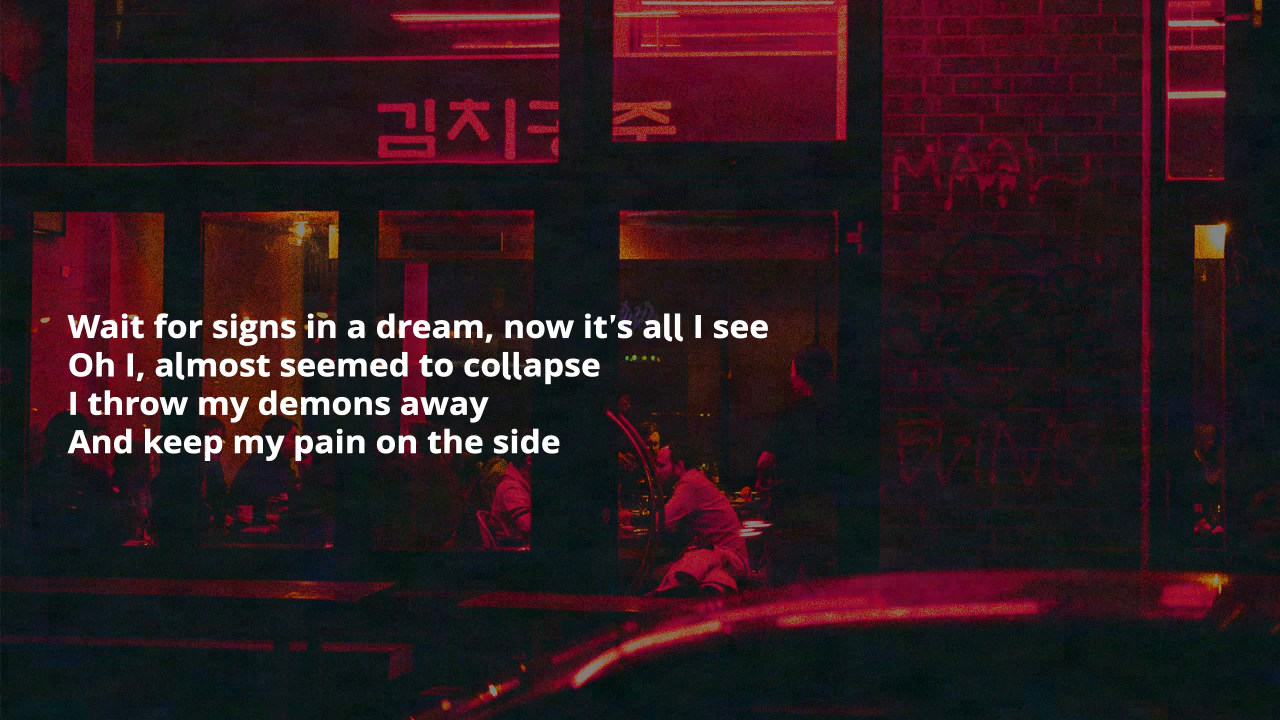 김치공
주
Wait for signs in a dream, now it's all I see
Oh I, almost seemed to collapse
I throw my demons away
And keep my pain on the side